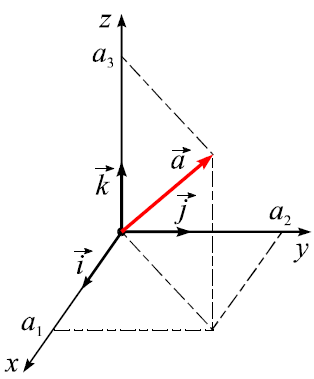 z
a₃
a⃗
k⃗
j⃗
a₂
y
i⃗
a₁
x